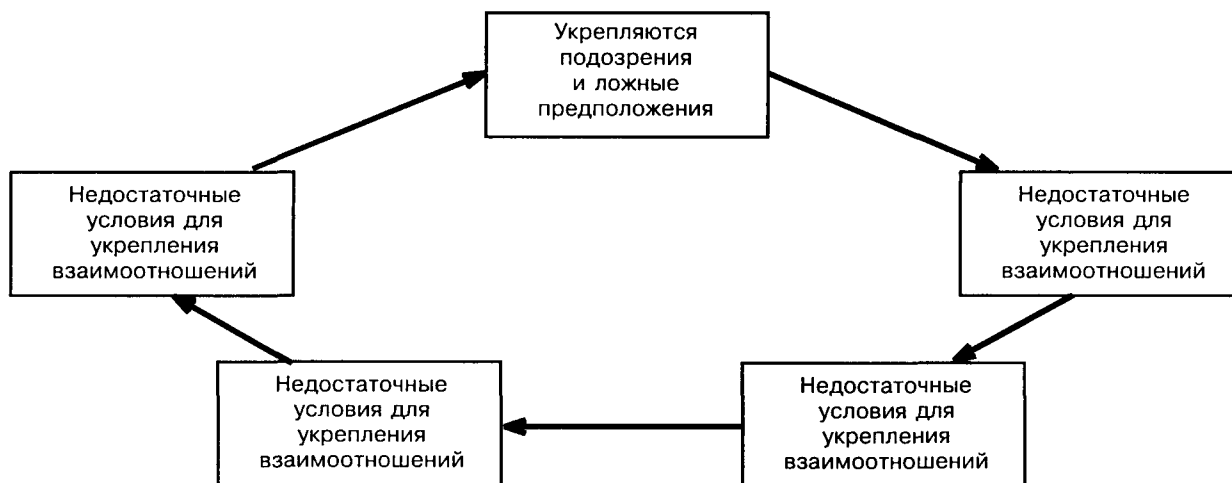 Укрепляются
подозрения
и ложные
предположения
Недостаточные
условия для
укрепления
взаимоотношений
Недостаточные
условия для
укрепления
взаимоотношений
Недостаточные
условия для
укрепления
взаимоотношений
Недостаточные
условия для
укрепления
взаимоотношений